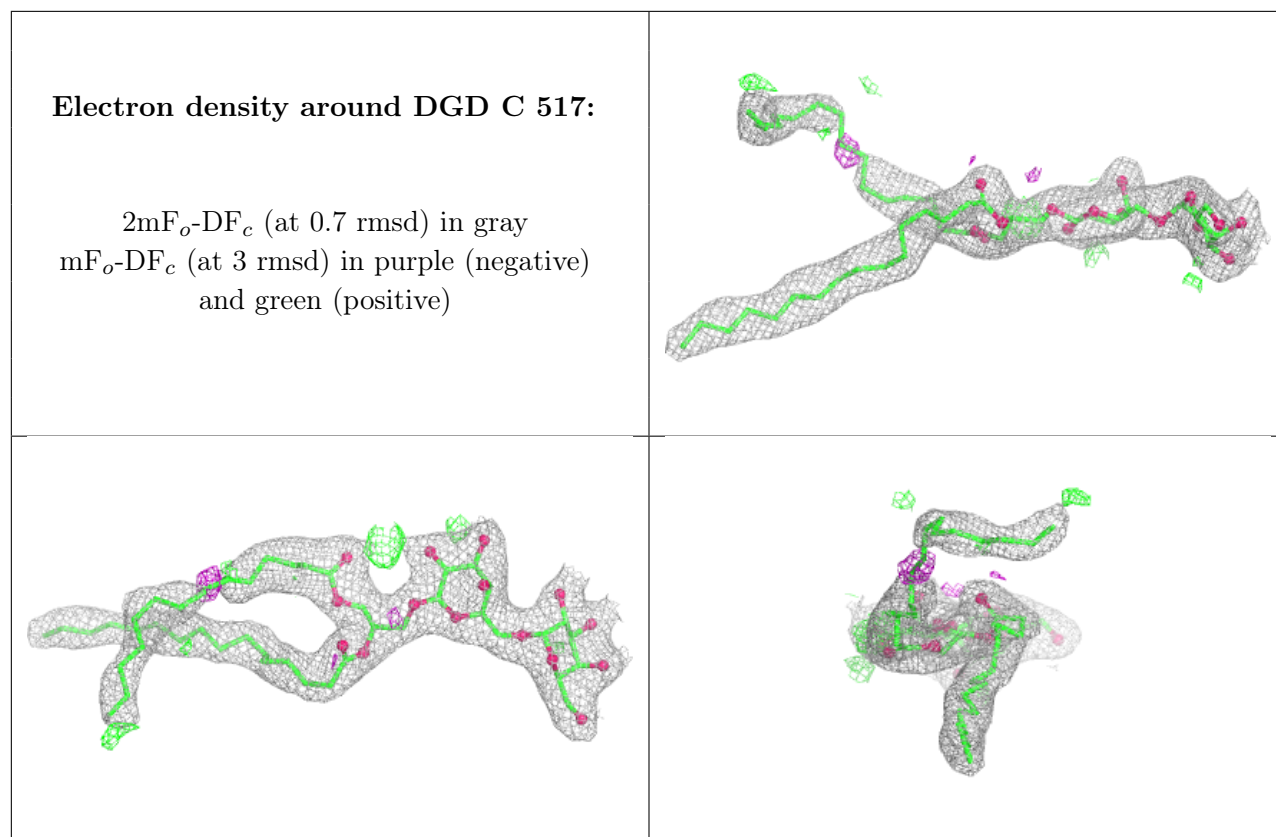 Electron density around DGD C 517:
2mFₒ-DF𝑐 (at 0.7 rmsd) in gray
mFₒ-DF𝑐 (at 3 rmsd) in purple (negative)
and green (positive)